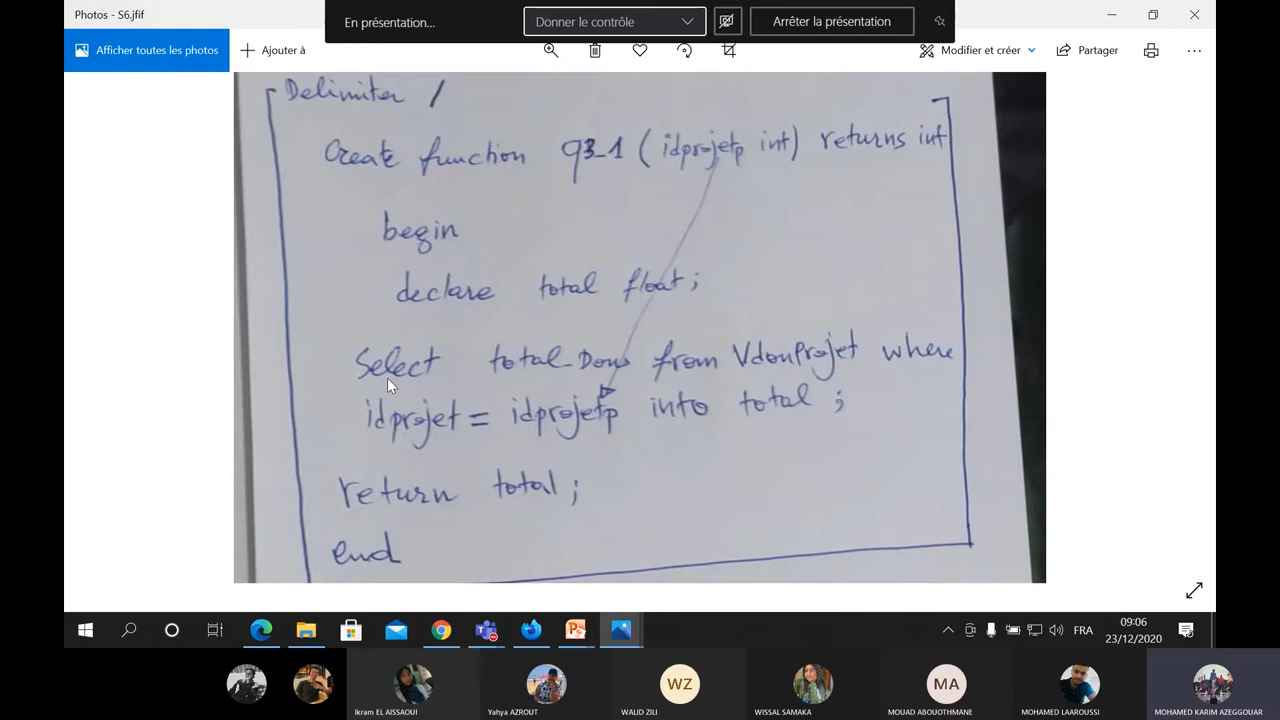 Photos - S6.jfif
En présentation...
Donner le contrôle
Arrêter la présentation
Afficher toutes les photos
Ajouter à
Modifier et créer
Partager
Delimiter /
Create function q3_1 ( idprojetp int) returns int
begin
declare total float;
Select total_Dons from VdonProjet where
idprojet = idprojetp into total ;
return total;
end
FRA
09:06
23/12/2020
WZ
MA
Ikram EL AISSAOUI
Yahya AZROUT
WALID ZILI
WISSAL SAMAKA
MOUAD ABOUOTHMANE
MOHAMED LAAROUSSI
MOHAMED KARIM AZEGGOUAR